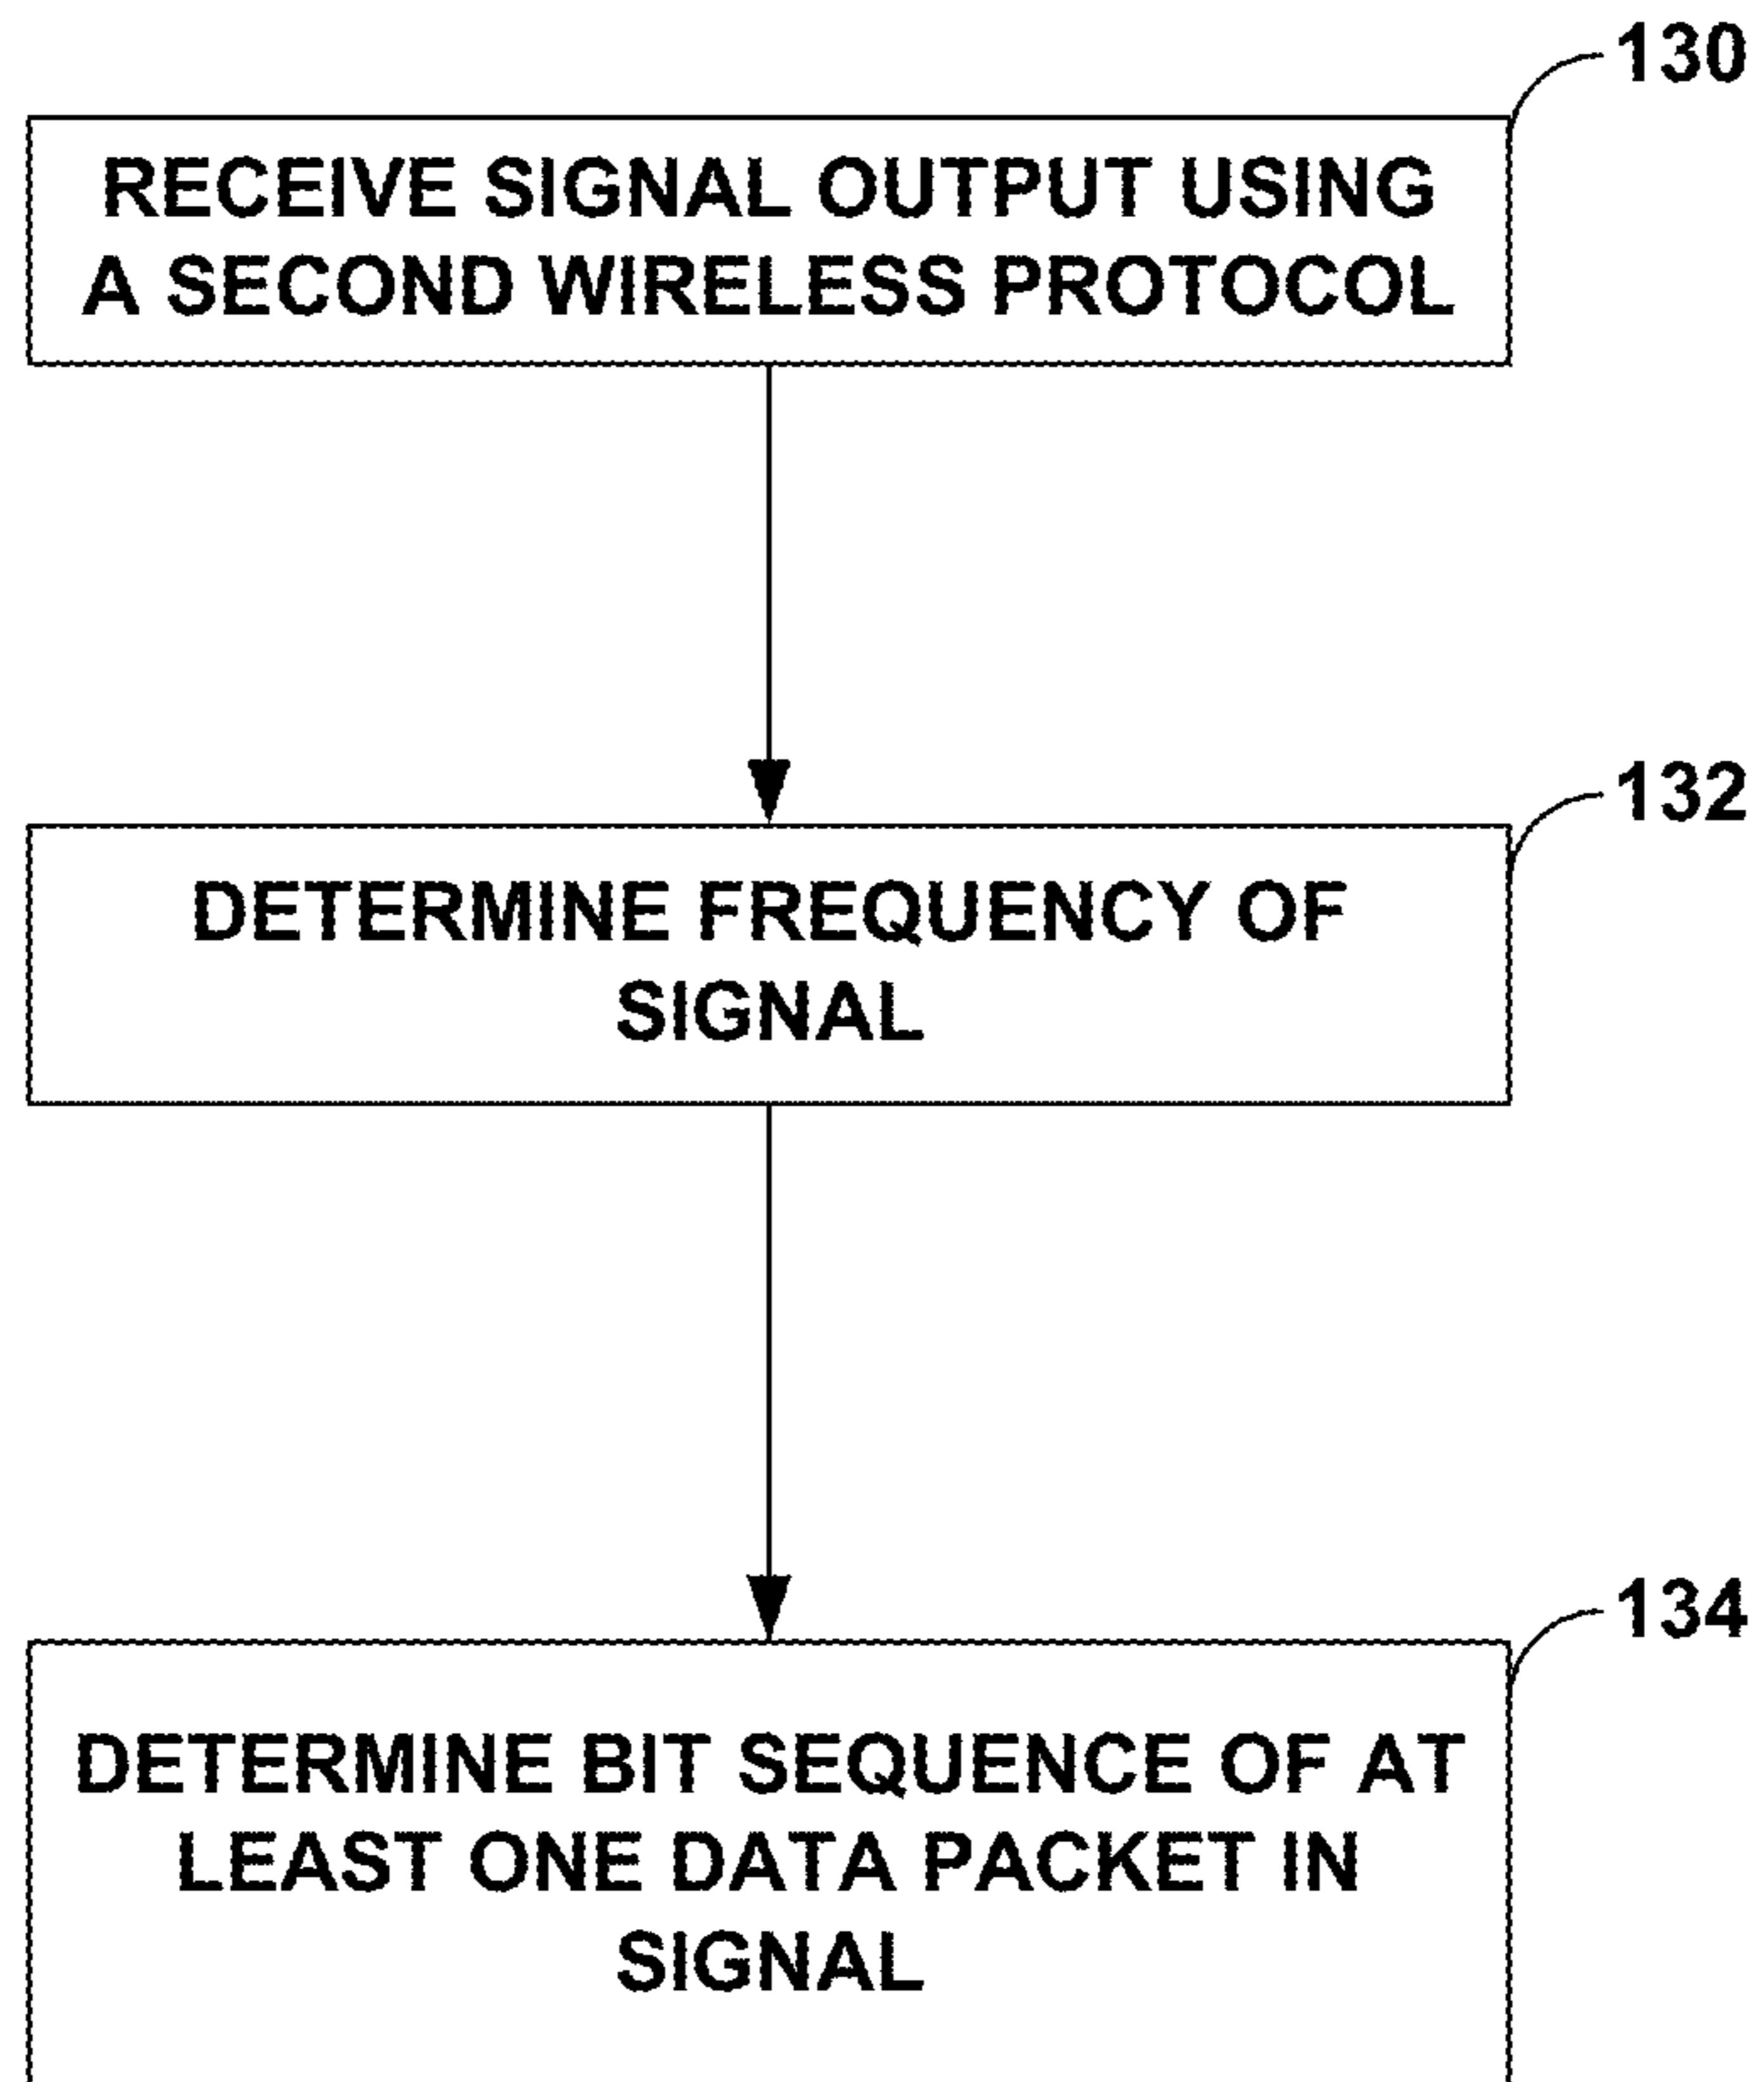 130
RECEIVE SIGNAL OUTPUT USING
A SECOND WIRELESS PROTOCOL
132
DETERMINE FREQUENCY OF
SIGNAL
134
DETERMINE BIT SEQUENCE OF AT
LEAST ONE DATA PACKET IN
SIGNAL